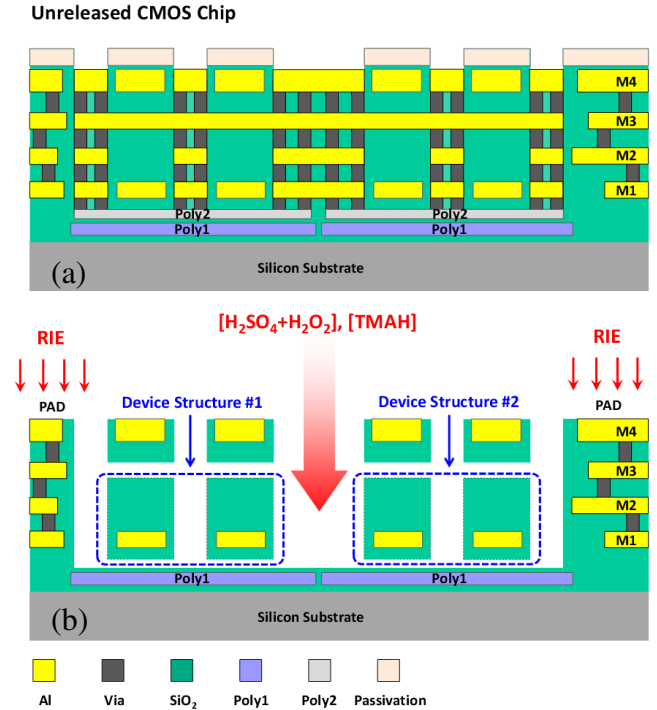 Unreleased CMOS Chip
M4
M3
M2
M1
Poly2 Poly2
Poly1 Poly1
(a) Silicon Substrate
[H₂SO₄+H₂O₂], [TMAH]
RIE RIE
PAD Device Structure #1 Device Structure #2 PAD
M4
M3
M2
M1
Poly1 Poly1
(b) Silicon Substrate
Al Via SiO₂ Poly1 Poly2 Passivation